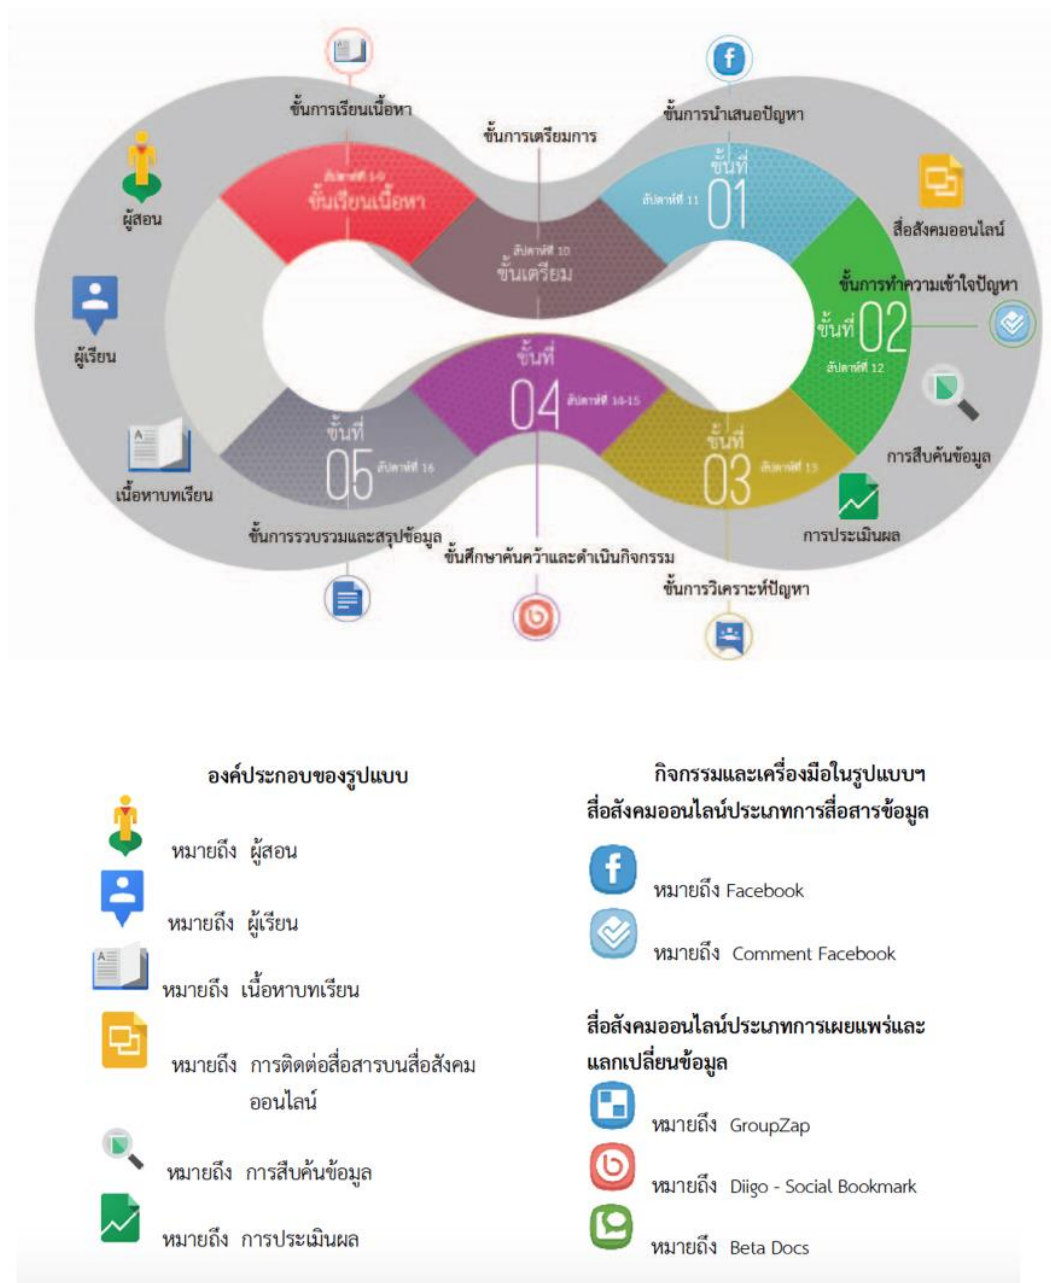 ขั้นการเรียนเนื้อหา
ขั้นการเตรียมการ
ขั้นการนำเสนอปัญหา
ผู้สอน
สัปดาห์ที่ 1-9
ขั้นเรียนเนื้อหา
สัปดาห์ที่ 10
ขั้นเตรียม
ขั้นที่
01
สัปดาห์ที่ 11
สื่อสังคมออนไลน์
ขั้นการทำความเข้าใจปัญหา
ขั้นที่ 02
สัปดาห์ที่ 12
ผู้เรียน
ขั้นที่
04
สัปดาห์ที่ 14-15
ขั้นที่
05
สัปดาห์ที่ 16
ขั้นที่
03
สัปดาห์ที่ 13
การสืบค้นข้อมูล
เนื้อหาบทเรียน
การประเมินผล
ขั้นการรวบรวมและสรุปข้อมูล
ขั้นศึกษาค้นคว้าและดำเนินกิจกรรม
ขั้นการวิเคราะห์ปัญหา
องค์ประกอบของรูปแบบ
หมายถึง ผู้สอน
หมายถึง ผู้เรียน
หมายถึง เนื้อหาบทเรียน
หมายถึง การติดต่อสื่อสารบนสื่อสังคม
ออนไลน์
หมายถึง การสืบค้นข้อมูล
หมายถึง การประเมินผล
กิจกรรมและเครื่องมือในรูปแบบฯ
สื่อสังคมออนไลน์ประเภทการสื่อสารข้อมูล
หมายถึง Facebook
หมายถึง Comment Facebook
สื่อสังคมออนไลน์ประเภทการเผยแพร่และ
แลกเปลี่ยนข้อมูล
หมายถึง GroupZap
หมายถึง Diigo - Social Bookmark
หมายถึง Beta Docs